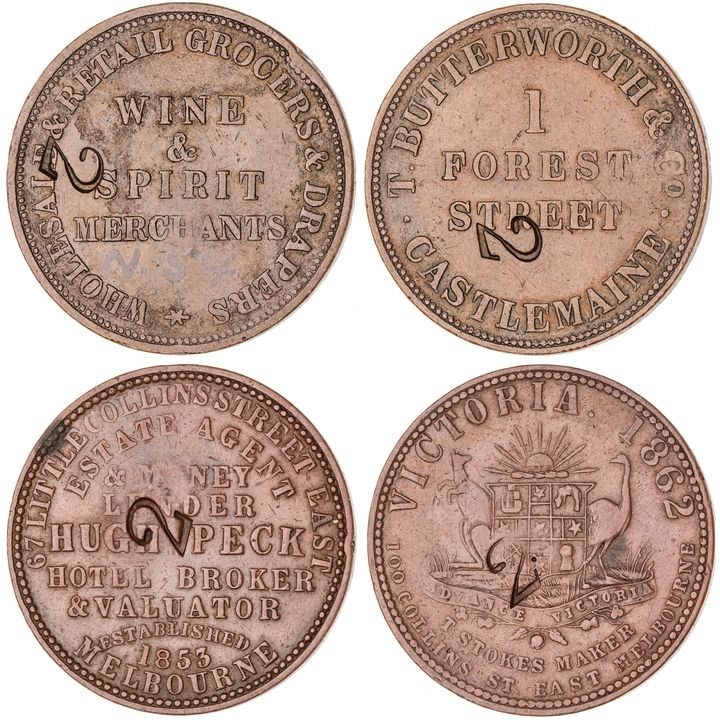 WHOLESALE & RETAIL GROCERS & DRAPERS
WINE
&
SPIRIT
MERCHANTS
2
T. BUTTERWORTH & CO.
1
FOREST
STREET
CASTLEMAINE
2
67 LITTLE COLLINS STREET EAST
ESTATE AGENT
& MONEY
LENDER
HUGH PECK
HOTEL BROKER
& VALUATOR
ESTABLISHED
1853
MELBOURNE
2
VICTORIA. 1862
ADVANCE VICTORIA
T STOKES MAKER
100 COLLINS ST. EAST MELBOURNE
2